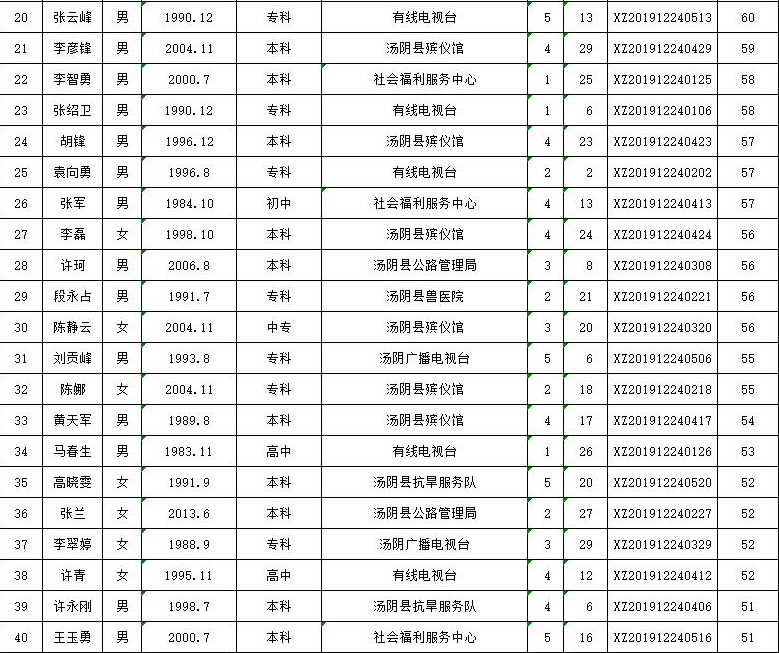 20 张云峰 男 1990.12 专科 有线电视台 5 13 XZ201912240513 60
21 李彦锋 男 2004.11 本科 汤阴县殡仪馆 4 29 XZ201912240429 59
22 李智勇 男 2000.7 本科 社会福利服务中心 1 25 XZ201912240125 58
23 张绍卫 男 1990.12 专科 有线电视台 1 6 XZ201912240106 58
24 胡锋 男 1996.12 本科 汤阴县殡仪馆 4 23 XZ201912240423 57
25 袁向勇 男 1996.8 专科 有线电视台 2 2 XZ201912240202 57
26 张军 男 1984.10 初中 社会福利服务中心 4 13 XZ201912240413 57
27 李磊 女 1998.10 本科 汤阴县殡仪馆 4 24 XZ201912240424 56
28 许珂 男 2006.8 本科 汤阴县公路管理局 3 8 XZ201912240308 56
29 段永占 男 1991.7 专科 汤阴县兽医院 2 21 XZ201912240221 56
30 陈静云 女 2004.11 中专 汤阴县殡仪馆 3 20 XZ201912240320 56
31 刘贡峰 男 1993.8 专科 汤阴广播电视台 5 6 XZ201912240506 55
32 陈娜 女 2004.11 专科 汤阴县殡仪馆 2 18 XZ201912240218 55
33 黄天军 男 1989.8 本科 汤阴县殡仪馆 4 17 XZ201912240417 54
34 马春生 男 1983.11 高中 有线电视台 1 26 XZ201912240126 53
35 高晓雯 女 1991.9 本科 汤阴县抗旱服务队 5 20 XZ201912240520 52
36 张兰 女 2013.6 本科 汤阴县公路管理局 2 27 XZ201912240227 52
37 李翠婷 女 1988.9 专科 汤阴广播电视台 3 29 XZ201912240329 52
38 许青 女 1995.11 高中 有线电视台 4 12 XZ201912240412 52
39 许永刚 男 1998.7 本科 汤阴县抗旱服务队 4 6 XZ201912240406 51
40 王玉勇 男 2000.7 本科 社会福利服务中心 5 16 XZ201912240516 51